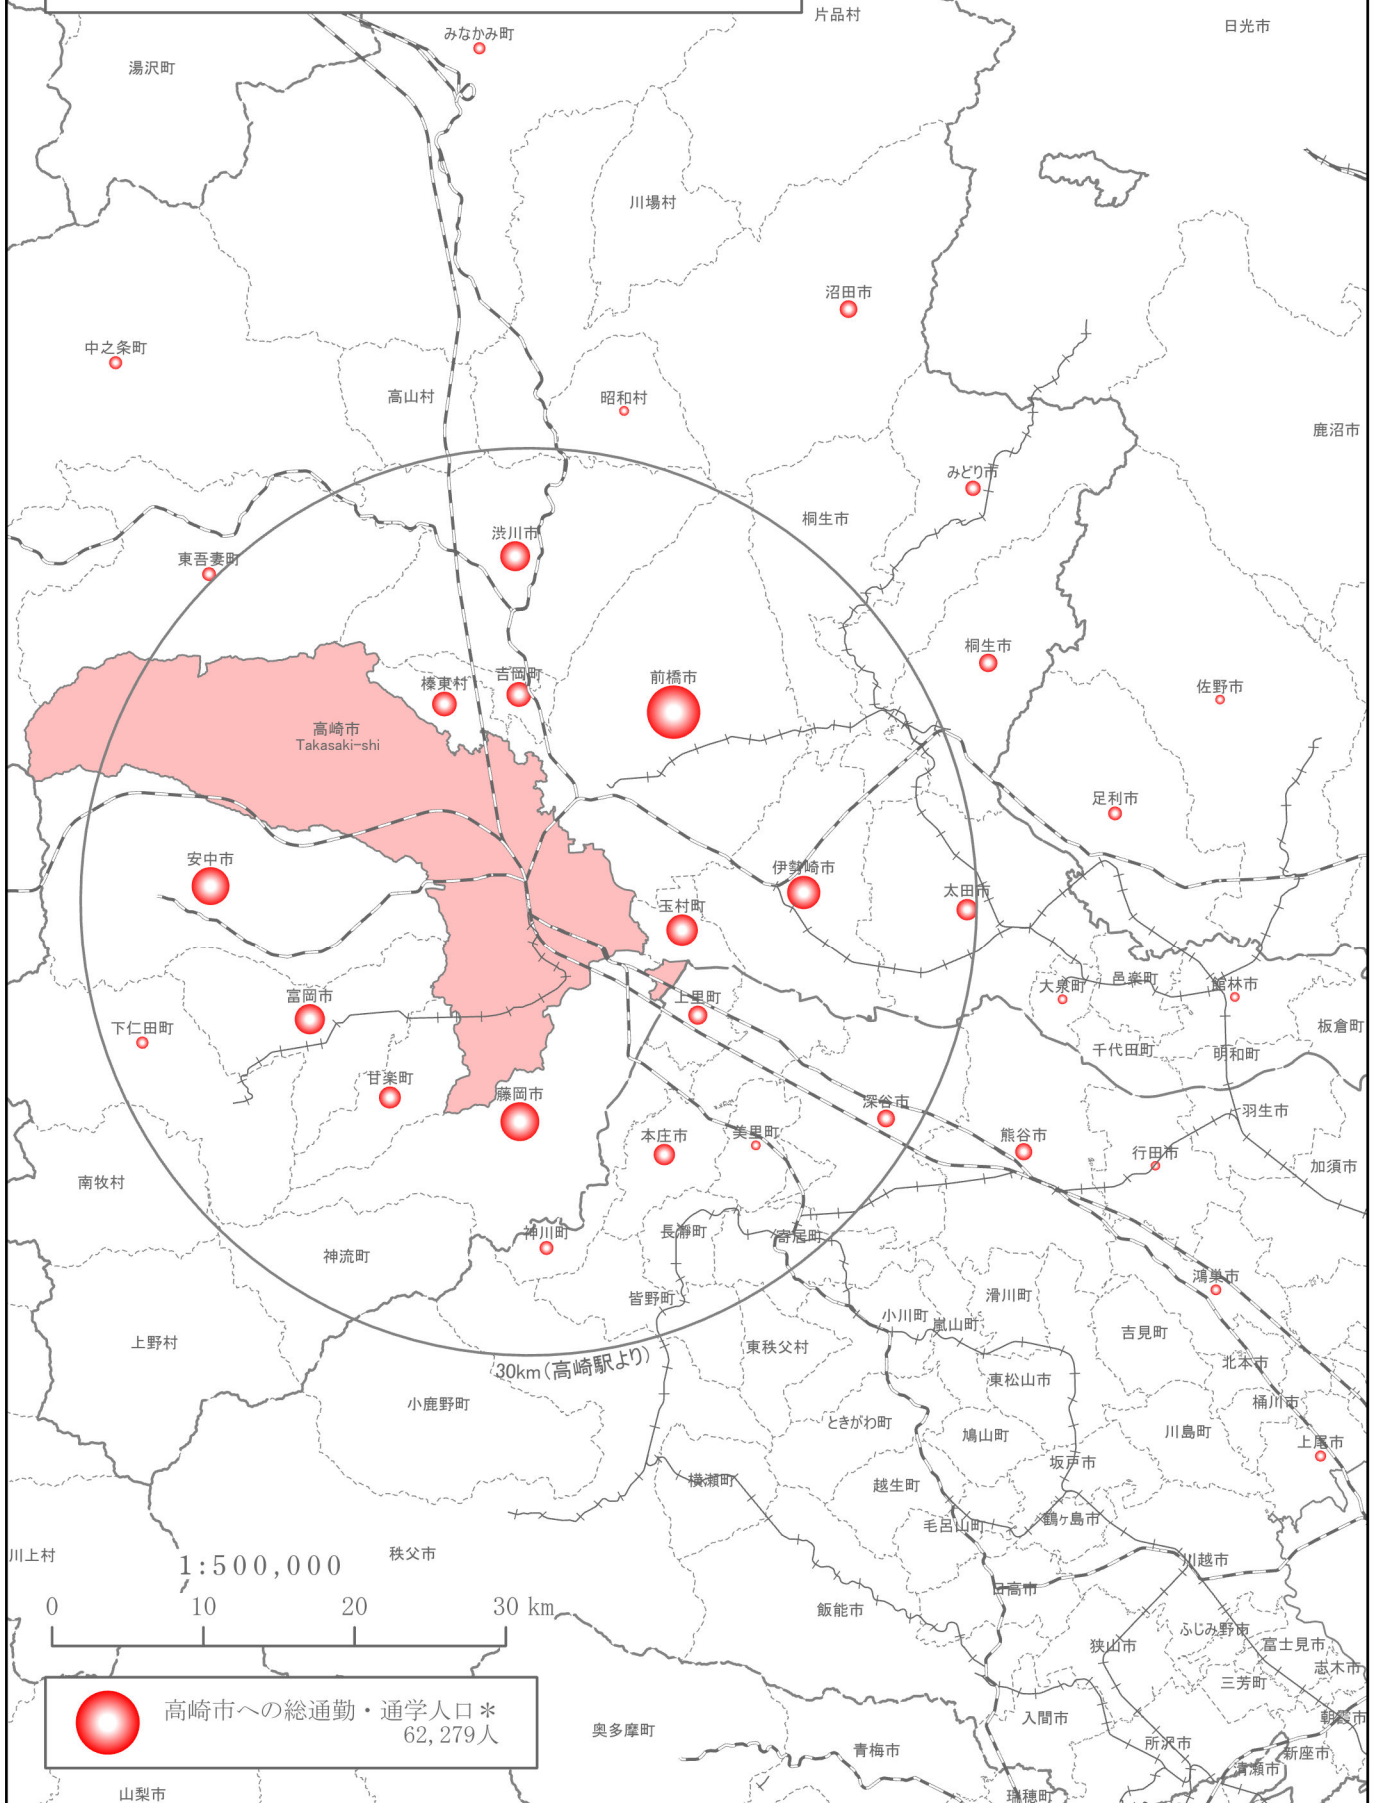 片品村
日光市
みなかみ町
湯沢町
川場村
沼田市
中之条町
高山村
昭和村
鹿沼市
みどり市
桐生市
渋川市
東吾妻町
桐生市
榛東村
吉岡町
前橋市
佐野市
高崎市
Takasaki-shi
足利市
安中市
伊勢崎市
太田市
玉村町
大泉町
邑楽町
館林市
富岡市
上里町
下仁田町
板倉町
千代田町
明和町
甘楽町
藤岡市
深谷市
羽生市
本庄市
美里町
熊谷市
行田市
加須市
南牧村
神川町
長瀞町
寄居町
神流町
鴻巣市
皆野町
滑川町
小川町
嵐山町
吉見町
上野村
東秩父村
北本市
30km(高崎駅より)
東松山市
小鹿野町
桶川市
ときがわ町
鳩山町
川島町
上尾市
坂戸市
横瀬町
越生町
毛呂山町
鶴ヶ島市
川上村
秩父市
川越市
1:500,000
日高市
0 10 20 30 km
飯能市
ふじみ野市
狭山市
富士見市
志木市
三芳町
高崎市への総通勤・通学人口＊
62,279人
入間市
朝霞市
奥多摩町
青梅市
所沢市
新座市
清瀬市
山梨市
瑞穂町